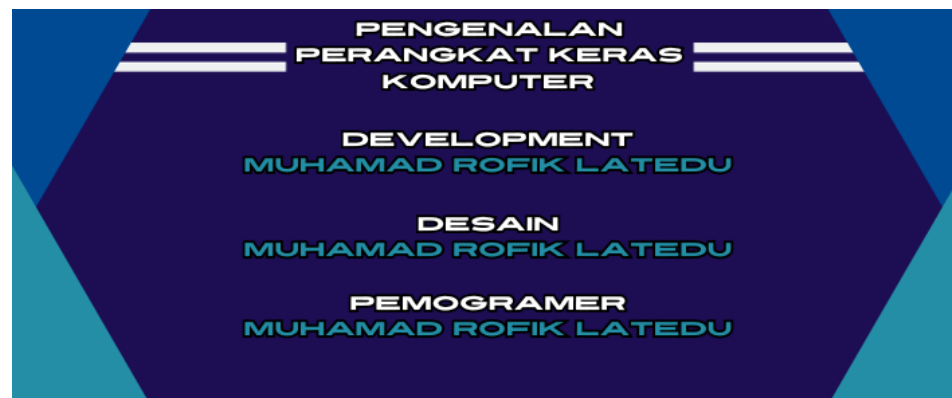 PENGENALAN
PERANGKAT KERAS
KOMPUTER
DEVELOPMENT
MUHAMAD ROFIK LATEDU
DESAIN
MUHAMAD ROFIK LATEDU
PEMOGRAMER
MUHAMAD ROFIK LATEDU